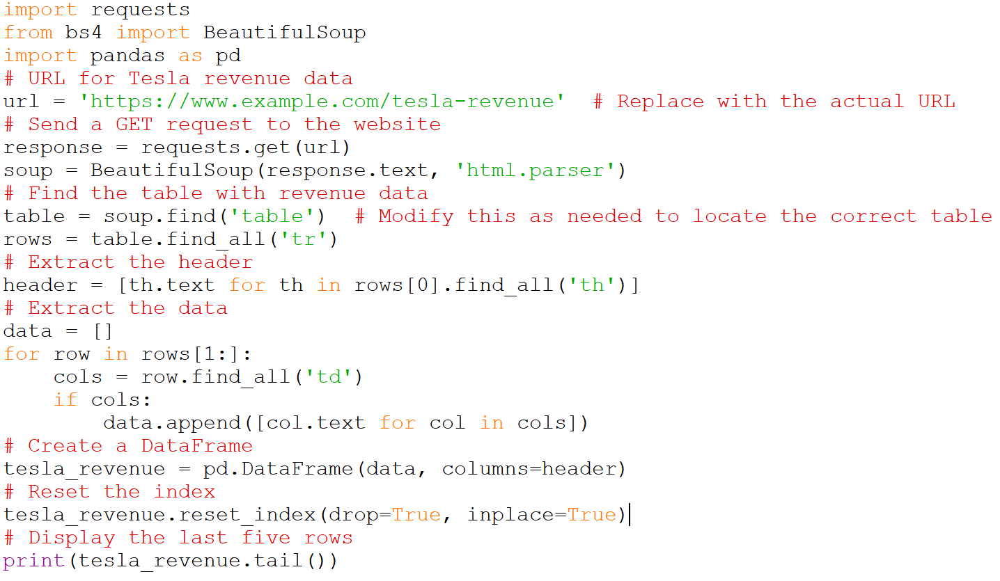 import requests
from bs4 import BeautifulSoup
import pandas as pd
# URL for Tesla revenue data
url = 'https://www.example.com/tesla-revenue'  # Replace with the actual URL
# Send a GET request to the website
response = requests.get(url)
soup = BeautifulSoup(response.text, 'html.parser')
# Find the table with revenue data
table = soup.find('table')  # Modify this as needed to locate the correct table
rows = table.find_all('tr')
# Extract the header
header = [th.text for th in rows[0].find_all('th')]
# Extract the data
data = []
for row in rows[1:]:
    cols = row.find_all('td')
    if cols:
        data.append([col.text for col in cols])
# Create a DataFrame
tesla_revenue = pd.DataFrame(data, columns=header)
# Reset the index
tesla_revenue.reset_index(drop=True, inplace=True)
# Display the last five rows
print(tesla_revenue.tail())